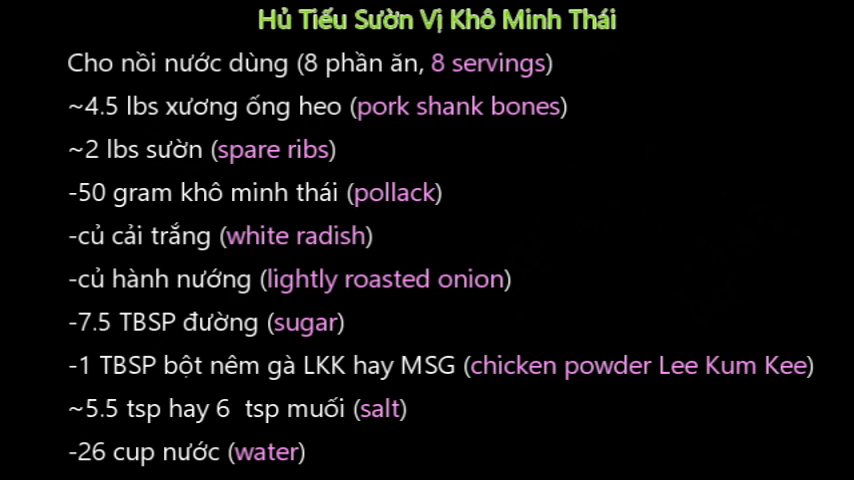 Hủ Tiếu Sườn Vị Khô Minh Thái
Cho nồi nước dùng (8 phần ăn, 8 servings)
~4.5 lbs xương ống heo (pork shank bones)
~2 lbs sườn (spare ribs)
-50 gram khô minh thái (pollack)
-củ cải trắng (white radish)
-củ hành nướng (lightly roasted onion)
-7.5 TBSP đường (sugar)
-1 TBSP bột nêm gà LKK hay MSG (chicken powder Lee Kum Kee)
~5.5 tsp hay 6  tsp muối (salt)
-26 cup nước (water)